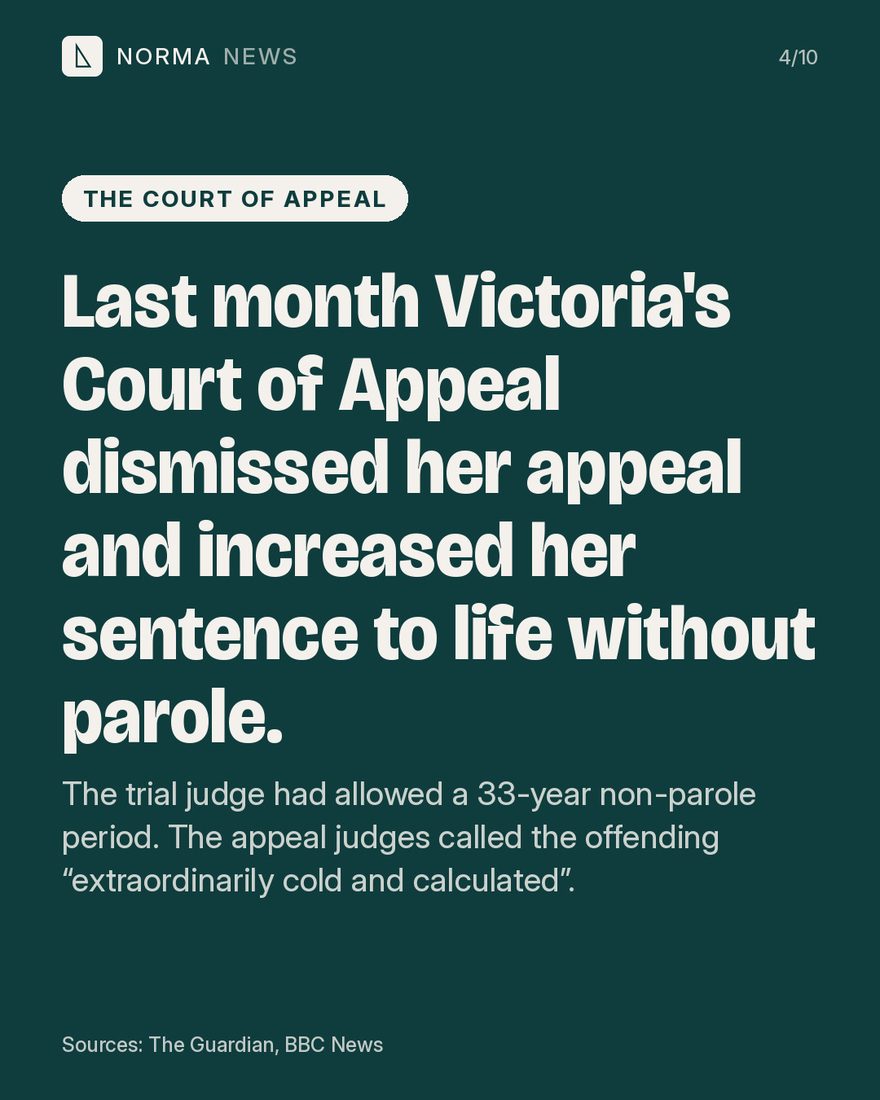 NORMA NEWS
4/10
THE COURT OF APPEAL
Last month Victoria's
Court of Appeal
dismissed her appeal
and increased her
sentence to life without
parole.
The trial judge had allowed a 33-year non-parole
period. The appeal judges called the offending
“extraordinarily cold and calculated”.
Sources: The Guardian, BBC News